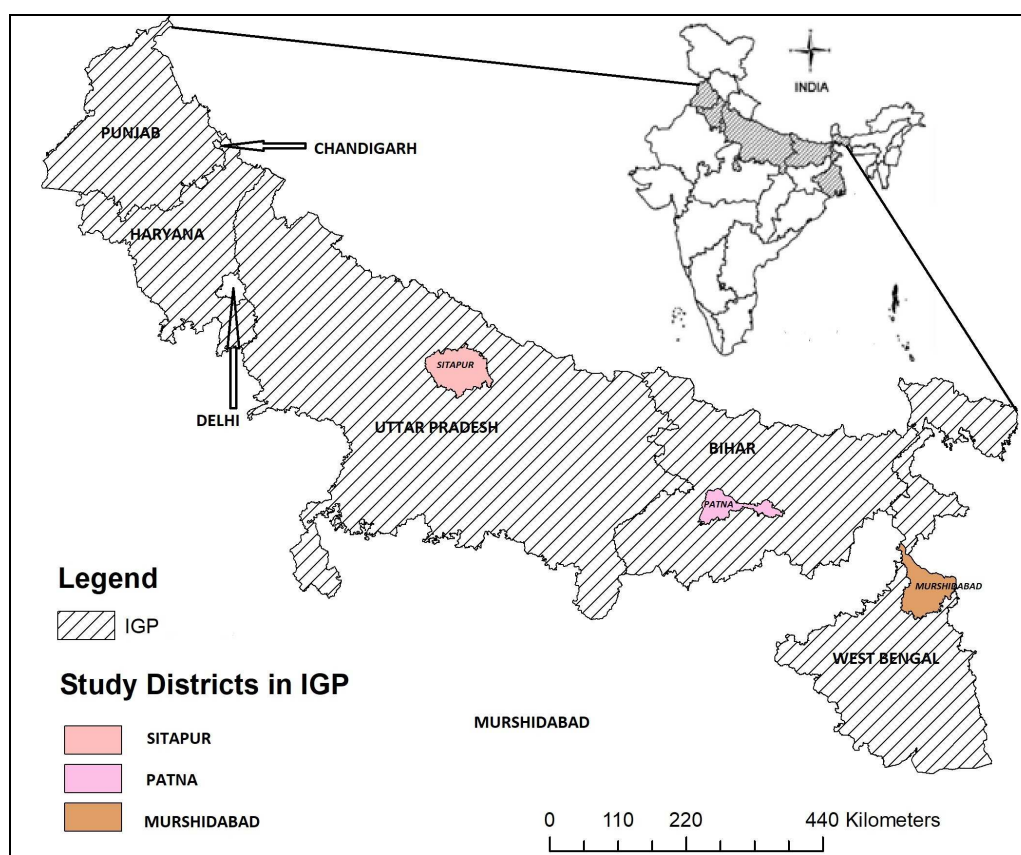 INDIA
PUNJAB
CHANDIGARH
HARYANA
DELHI
SITAPUR
UTTAR PRADESH
BIHAR
PATNA
MURSHIDABAD
WEST BENGAL
Legend
IGP
Study Districts in IGP
SITAPUR
PATNA
MURSHIDABAD
MURSHIDABAD
0 110 220 440 Kilometers